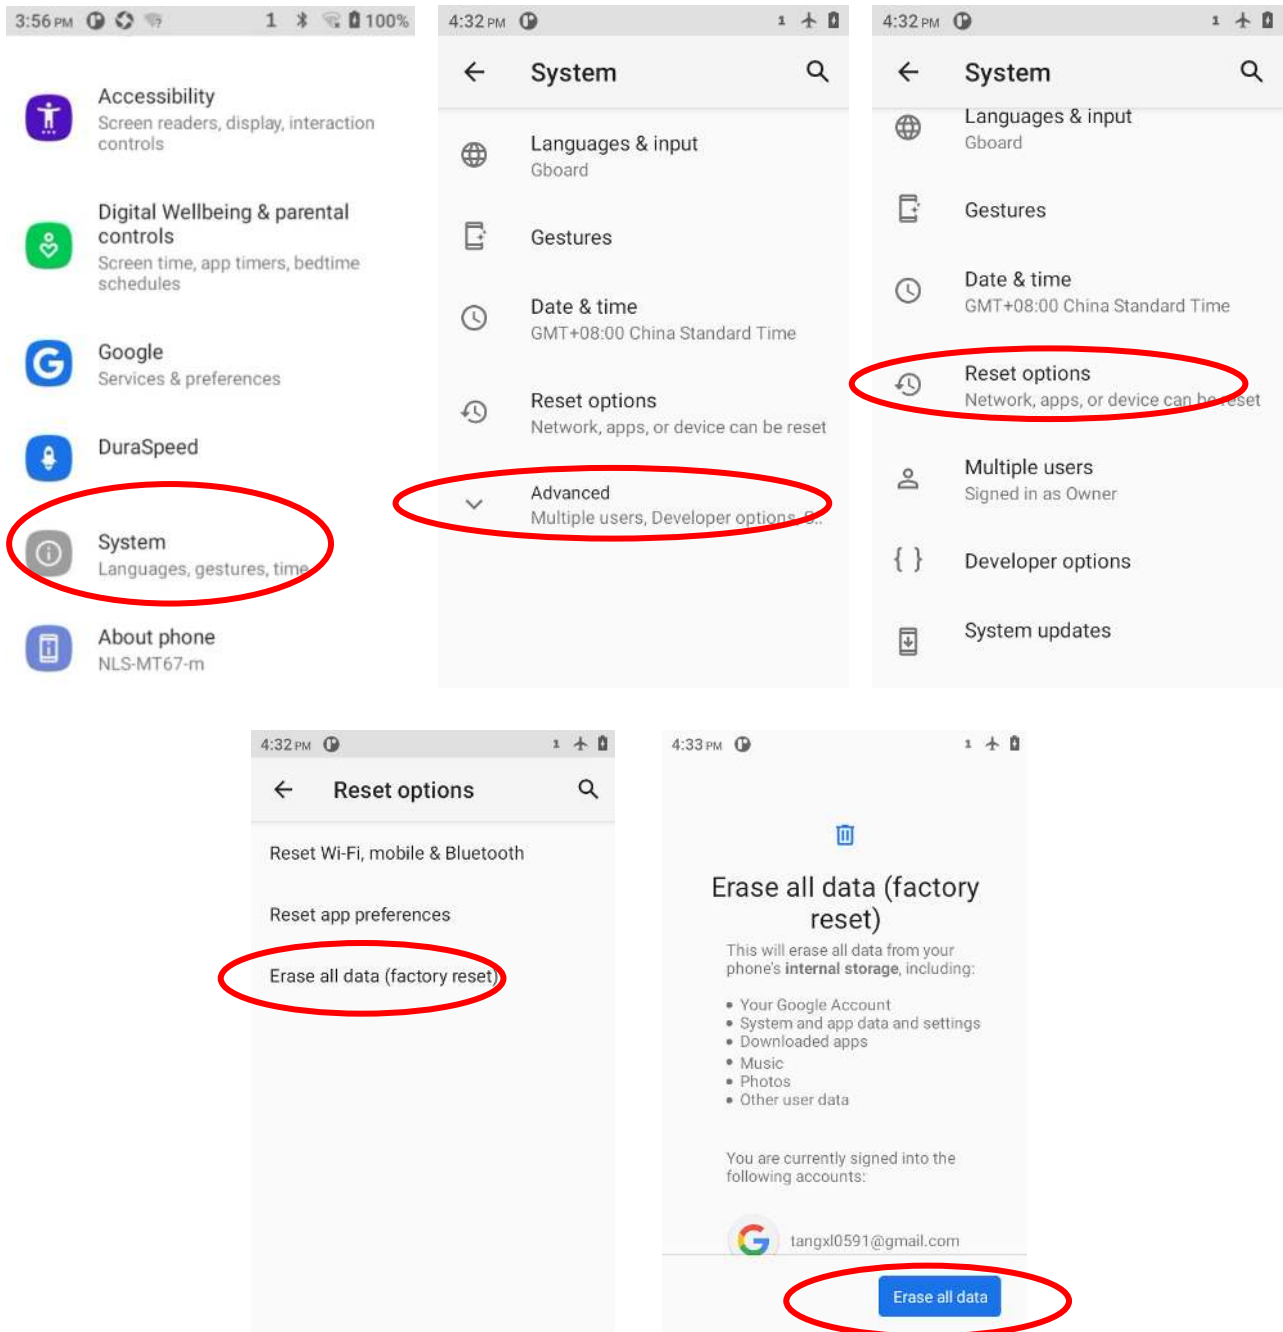 3:56 PM 1 100%
Accessibility
Screen readers, display, interaction
controls
Digital Wellbeing & parental
controls
Screen time, app timers, bedtime
schedules
Google
Services & preferences
DuraSpeed
System
Languages, gestures, time
About phone
NLS-MT67-m
4:32 PM 1
System
Languages & input
Gboard
Gestures
Date & time
GMT+08:00 China Standard Time
Reset options
Network, apps, or device can be reset
Advanced
Multiple users, Developer options, S..
4:32 PM 1
System
Languages & input
Gboard
Gestures
Date & time
GMT+08:00 China Standard Time
Reset options
Network, apps, or device can be reset
Multiple users
Signed in as Owner
{ } Developer options
System updates
4:32 PM 1
Reset options
Reset Wi-Fi, mobile & Bluetooth
Reset app preferences
Erase all data (factory reset)
4:33 PM 1
Erase all data (factory
reset)
This will erase all data from your
phone's internal storage, including:
• Your Google Account
• System and app data and settings
• Downloaded apps
• Music
• Photos
• Other user data
You are currently signed into the
following accounts:
G tangxl0591@gmail.com
Erase all data